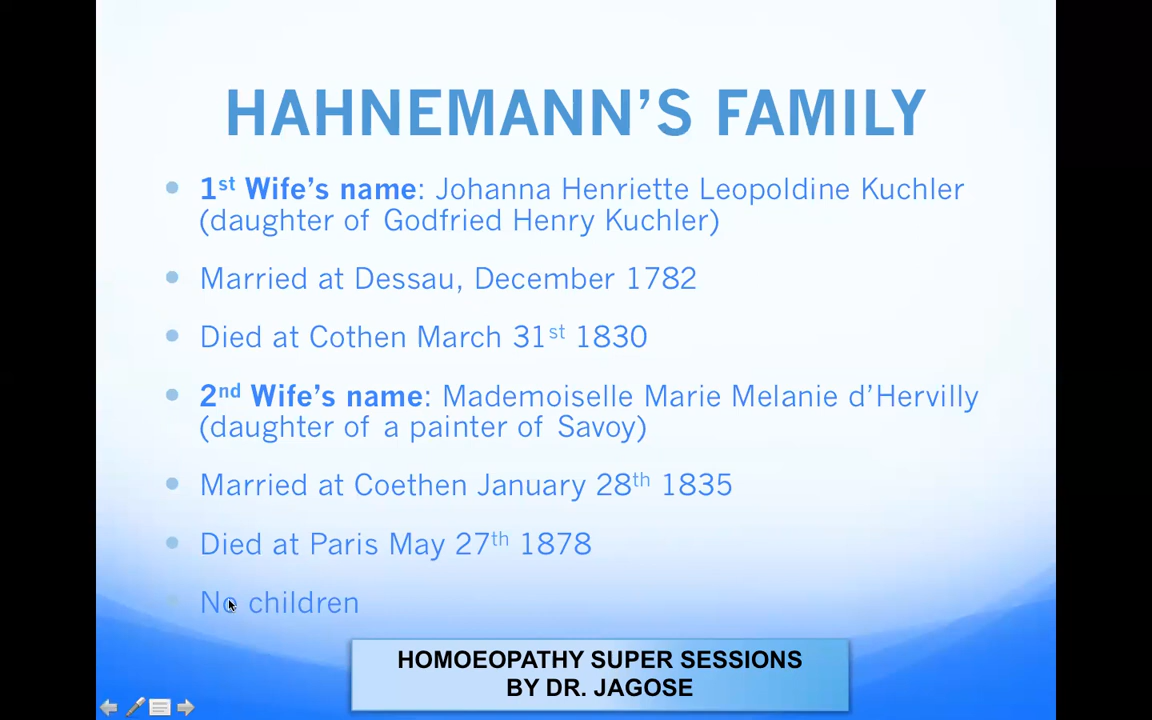 HAHNEMANN’S FAMILY
1st Wife’s name: Johanna Henriette Leopoldine Kuchler
(daughter of Godfried Henry Kuchler)
Married at Dessau, December 1782
Died at Cothen March 31st 1830
2nd Wife’s name: Mademoiselle Marie Melanie d’Hervilly
(daughter of a painter of Savoy)
Married at Coethen January 28th 1835
Died at Paris May 27th 1878
No children
HOMOEOPATHY SUPER SESSIONS
BY DR. JAGOSE